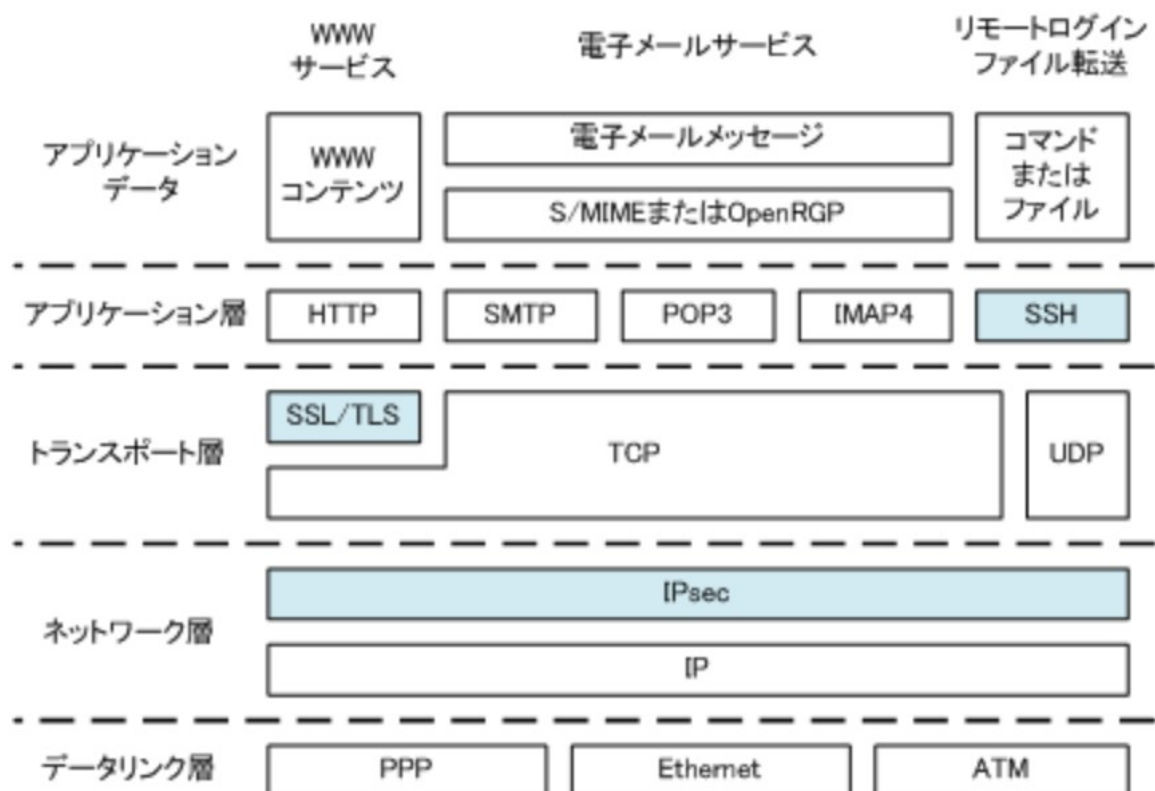 WWW
サービス
電子メールサービス
リモートログイン
ファイル転送
アプリケーション
データ
WWW
コンテンツ
電子メールメッセージ
S/MIMEまたはOpenRGP
コマンド
または
ファイル
アプリケーション層
HTTP
SMTP
POP3
IMAP4
SSH
トランスポート層
SSL/TLS
TCP
UDP
ネットワーク層
IPsec
IP
データリンク層
PPP
Ethernet
ATM